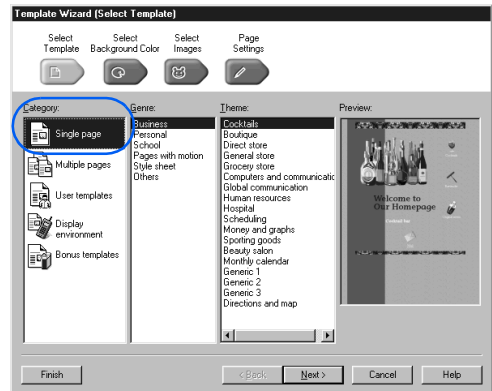 Template Wizard (Select Template)
Select Template
Select Background Color
Select Images
Page Settings
Category:
Single page
Multiple pages
User templates
Display environment
Bonus templates
Genre:
Business
Personal
School
Pages with motion
Style sheet
Others
Theme:
Cocktails
Boutique
Direct store
General store
Grocery store
Computers and communicatic
Global communication
Human resources
Hospital
Scheduling
Money and graphs
Sporting goods
Beauty salon
Monthly calendar
Generic 1
Generic 2
Generic 3
Directions and map
Preview:
Welcome to
Our Homepage
Finish
< Back
Next >
Cancel
Help